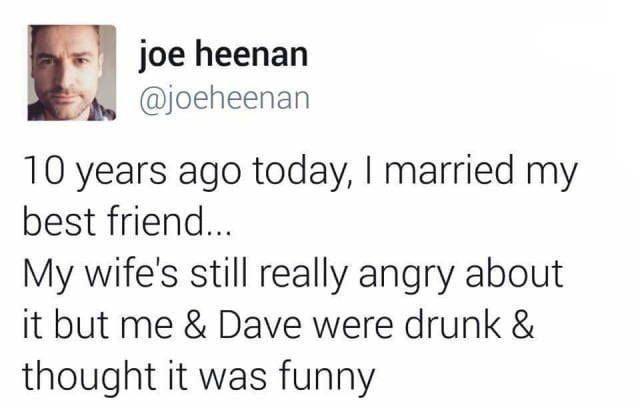 joe heenan
@joeheenan
10 years ago today, I married my
best friend...
My wife's still really angry about
it but me & Dave were drunk &
thought it was funny